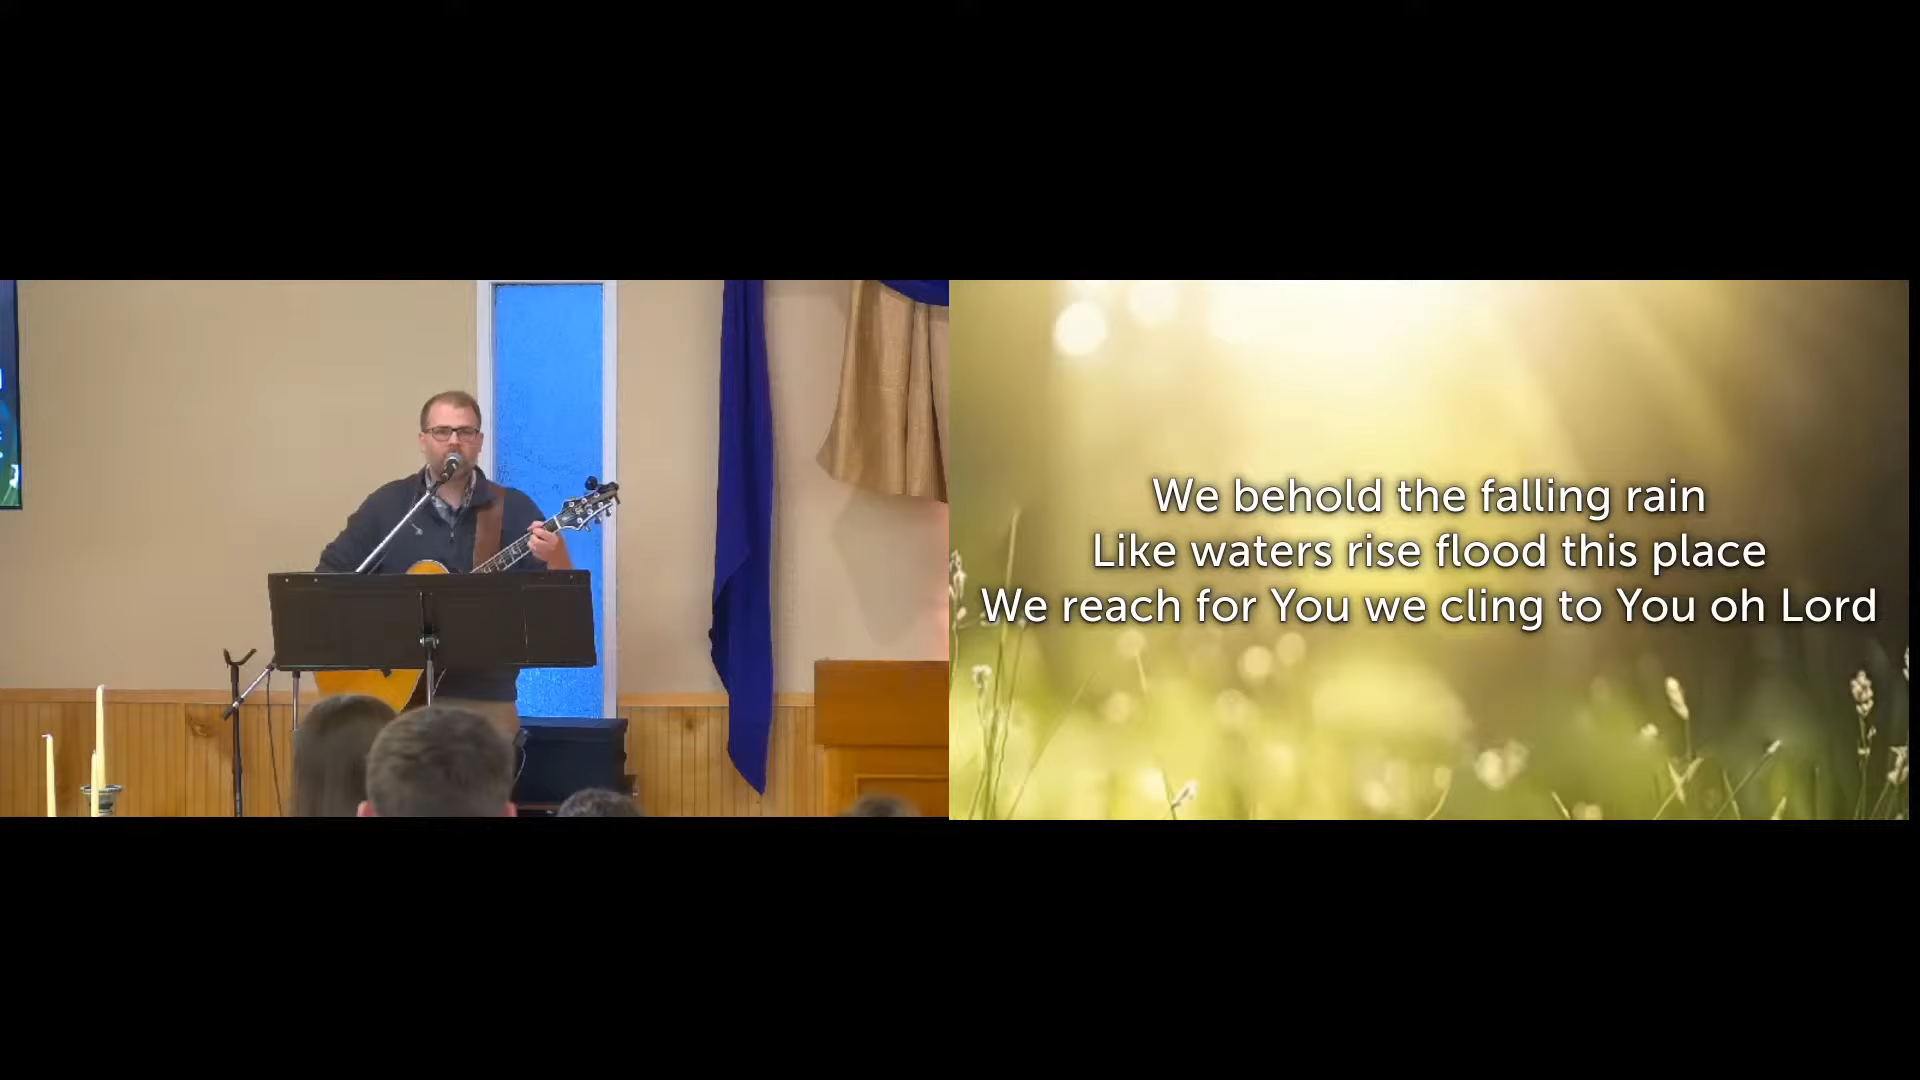 We behold the falling rain
Like waters rise flood this place
We reach for You we cling to You oh Lord